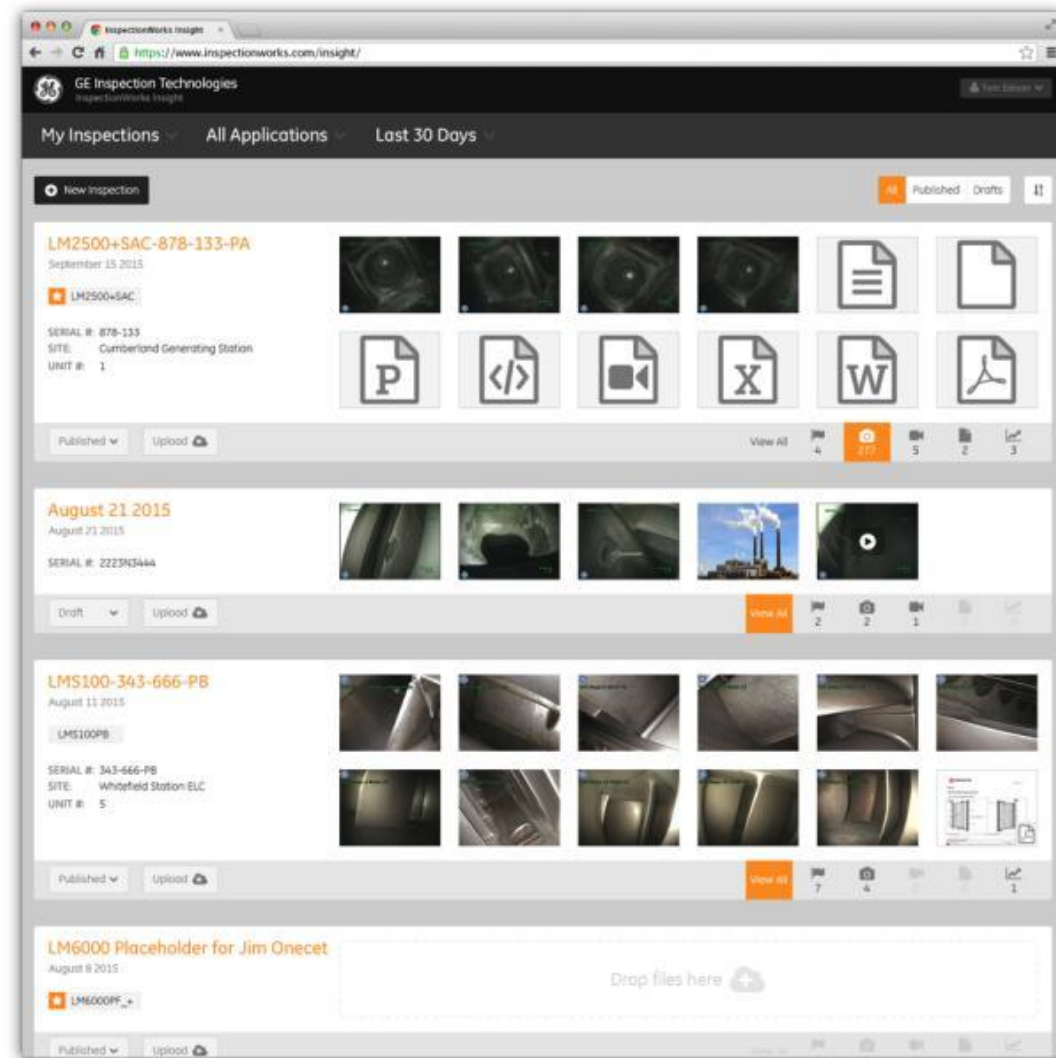 InspectionWorks Insight
https://www.inspectionworks.com/insight/
GE Inspection Technologies
InspectionWorks Insight
My Inspections All Applications Last 30 Days
New Inspection All Published Drafts
LM2500+SAC-878-133-PA
September 15 2015
LM2500+SAC
SERIAL #: 878-133
SITE: Cumberland Generating Station
UNIT #: 1
P X W
Published Upload View All 4 277 5 2 3
August 21 2015
August 21 2015
SERIAL #: 2223N3444
Draft Upload View All 2 2 1
LMS100-343-666-PB
August 11 2015
LMS100PB
SERIAL #: 343-666-PB
SITE: Whitefield Station ELC
UNIT #: 5
Published Upload View All 7 4 1
LM6000 Placeholder for Jim Onecet
August 8 2015
Drop files here
LM6000PF_+
Published Upload View All